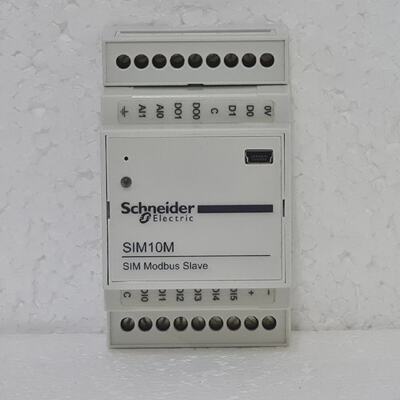 AI1 AI0 DO1 DO0 C D1 D0 0V
Schneider
Electric
SIM10M
SIM Modbus Slave
C DI0 DI1 DI2 DI3 DI4 DI5 + −